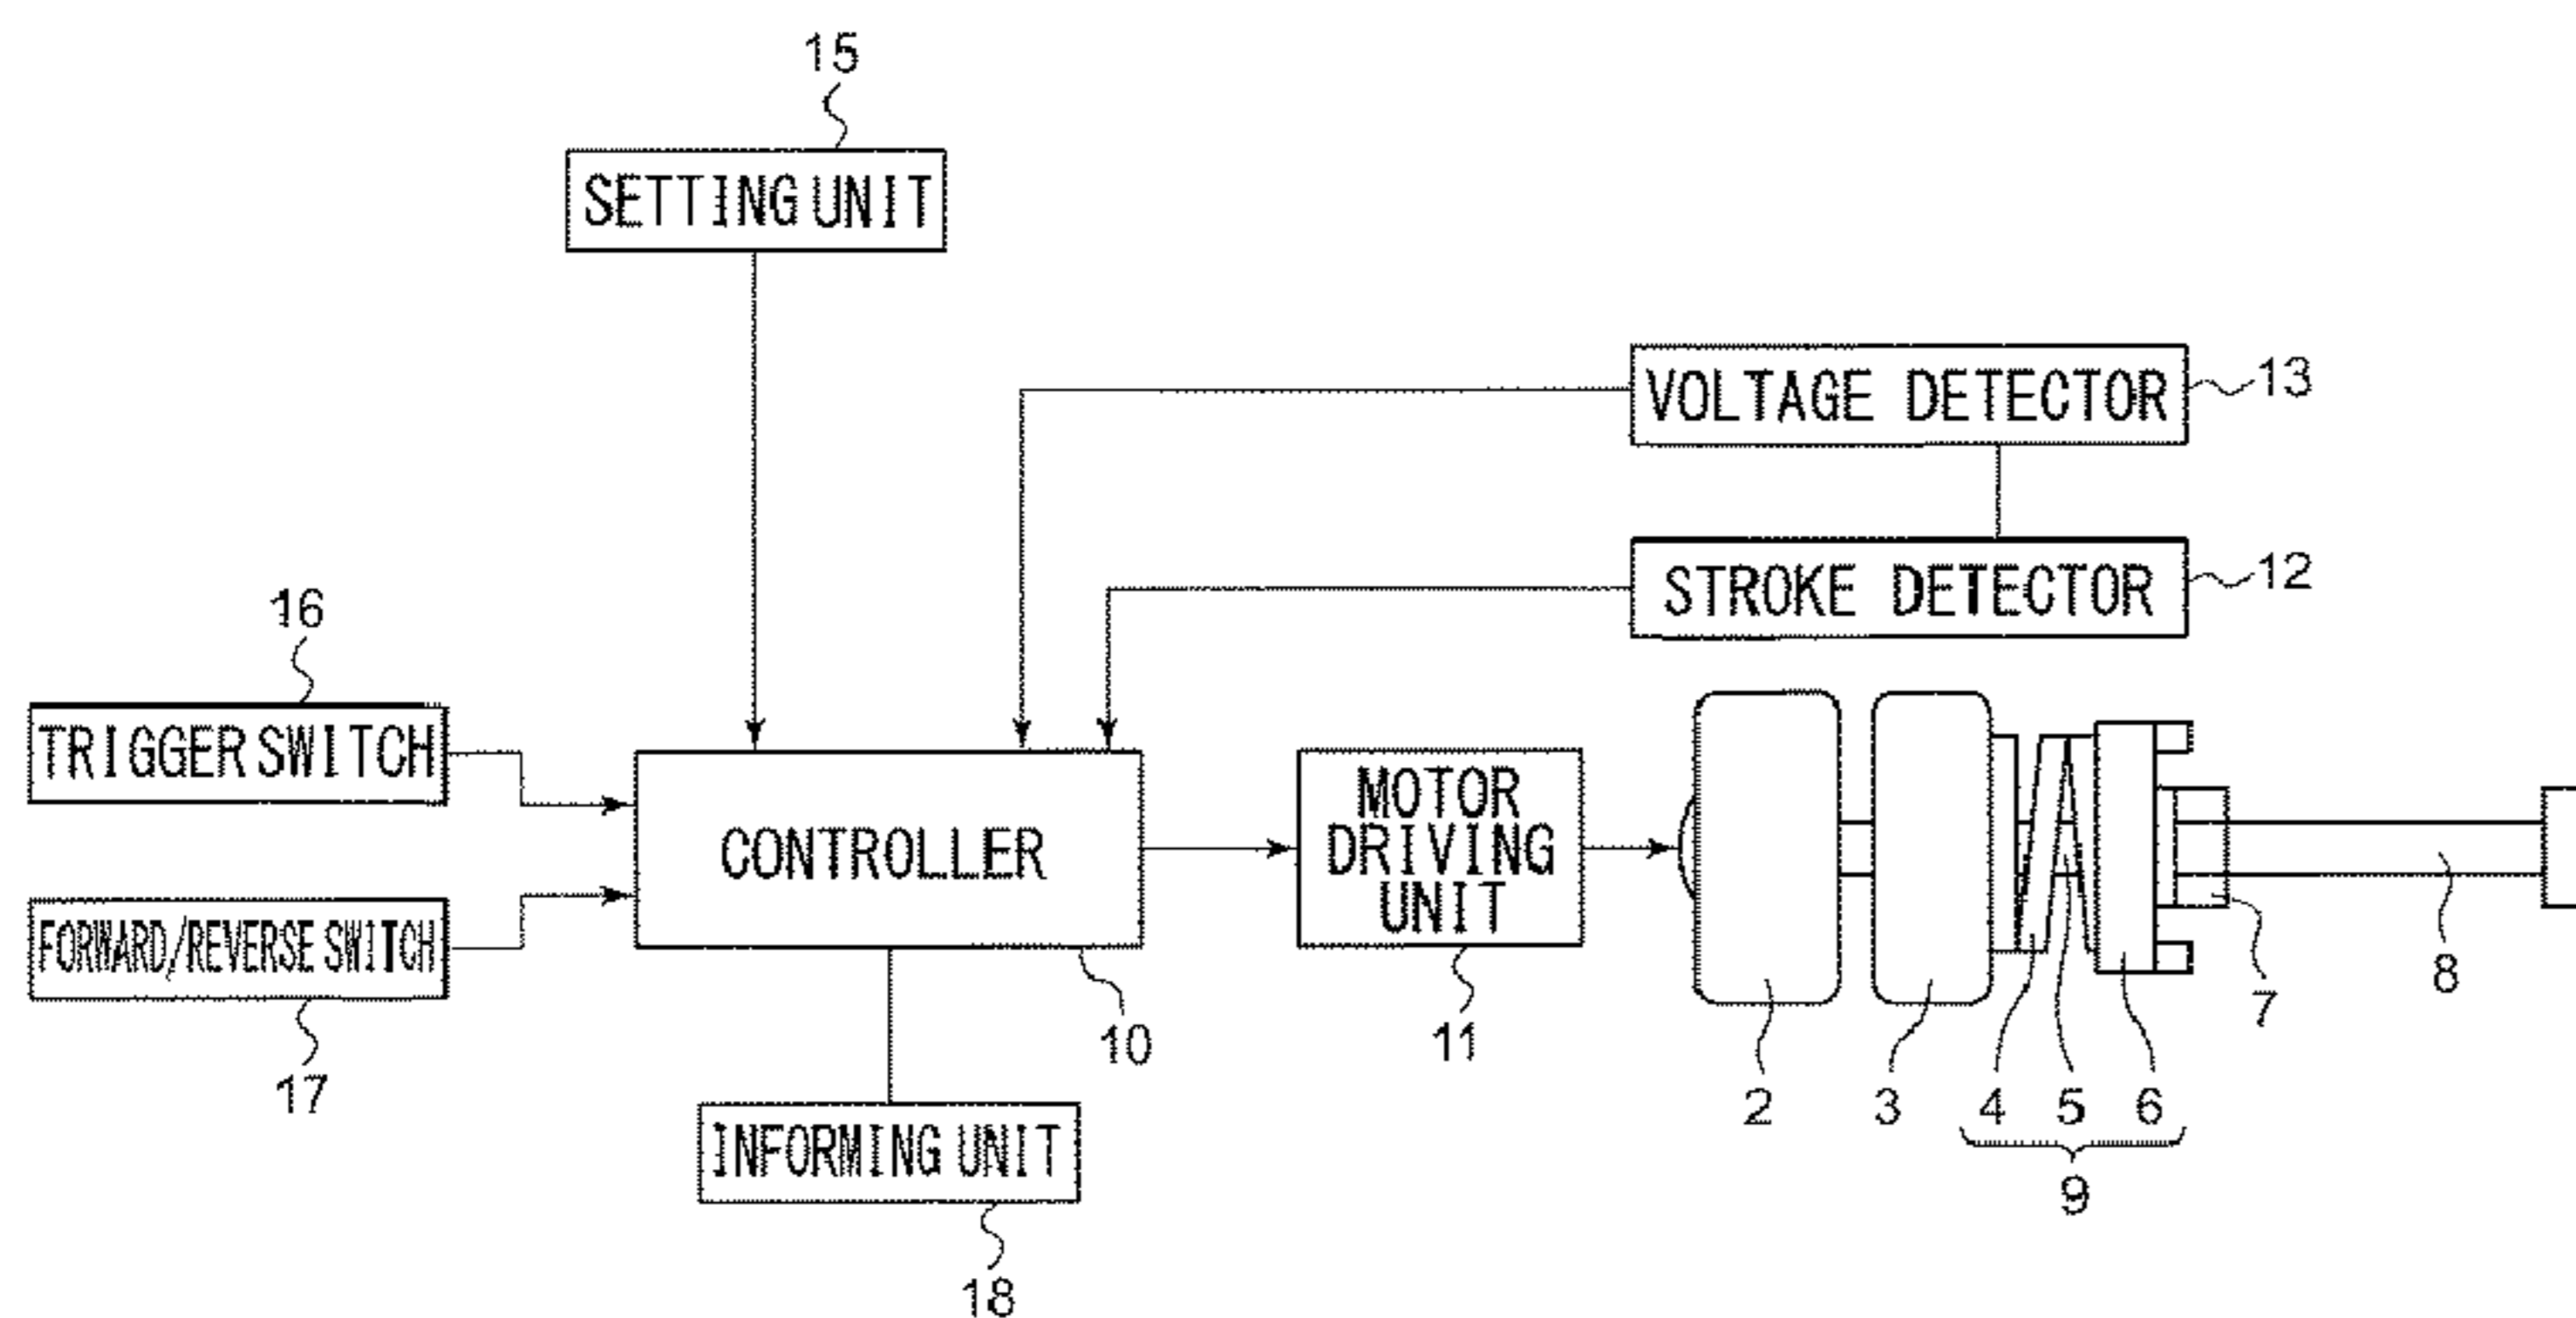 15
SETTING UNIT
VOLTAGE DETECTOR
13
STROKE DETECTOR
12
16
TRIGGER SWITCH
FORWARD/REVERSE SWITCH
17
CONTROLLER
10
MOTOR
DRIVING
UNIT
11
INFORMING UNIT
18
2
3
4
5
6
7
8
9